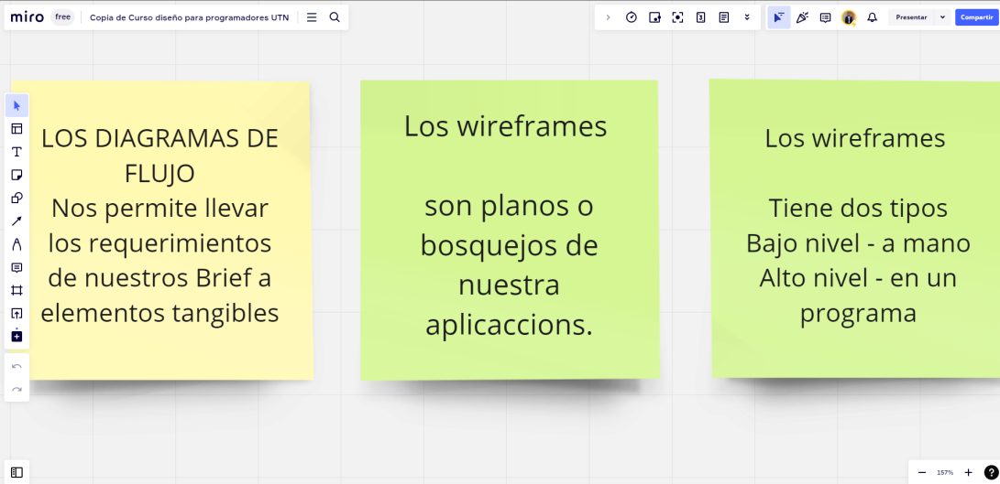 miro free Copia de Curso diseño para programadores UTN
Presentar
Compartir
LOS DIAGRAMAS DE
FLUJO
Nos permite llevar
los requerimientos
de nuestros Brief a
elementos tangibles
Los wireframes
son planos o
bosquejos de
nuestra
aplicaccions.
Los wireframes
Tiene dos tipos
Bajo nivel - a mano
Alto nivel - en un
programa
157%